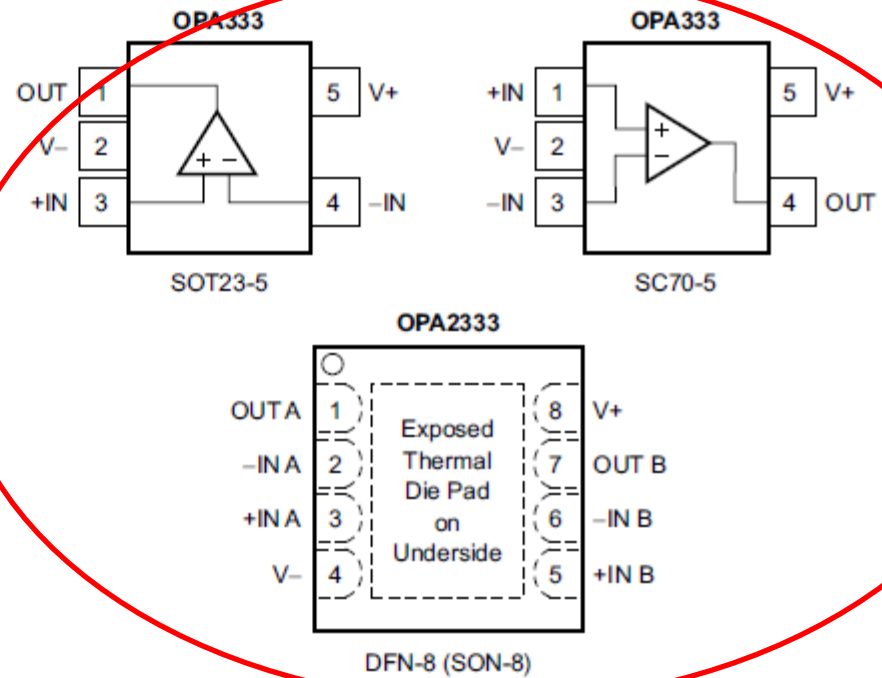 OPA333
OUT 1 5 V+
V– 2
+IN 3 4 –IN
+ –
SOT23-5
OPA333
+IN 1 5 V+
V– 2
–IN 3 4 OUT
+
–
SC70-5
OPA2333
OUT A 1 8 V+
–IN A 2 7 OUT B
+IN A 3 6 –IN B
V– 4 5 +IN B
Exposed
Thermal
Die Pad
on
Underside
DFN-8 (SON-8)